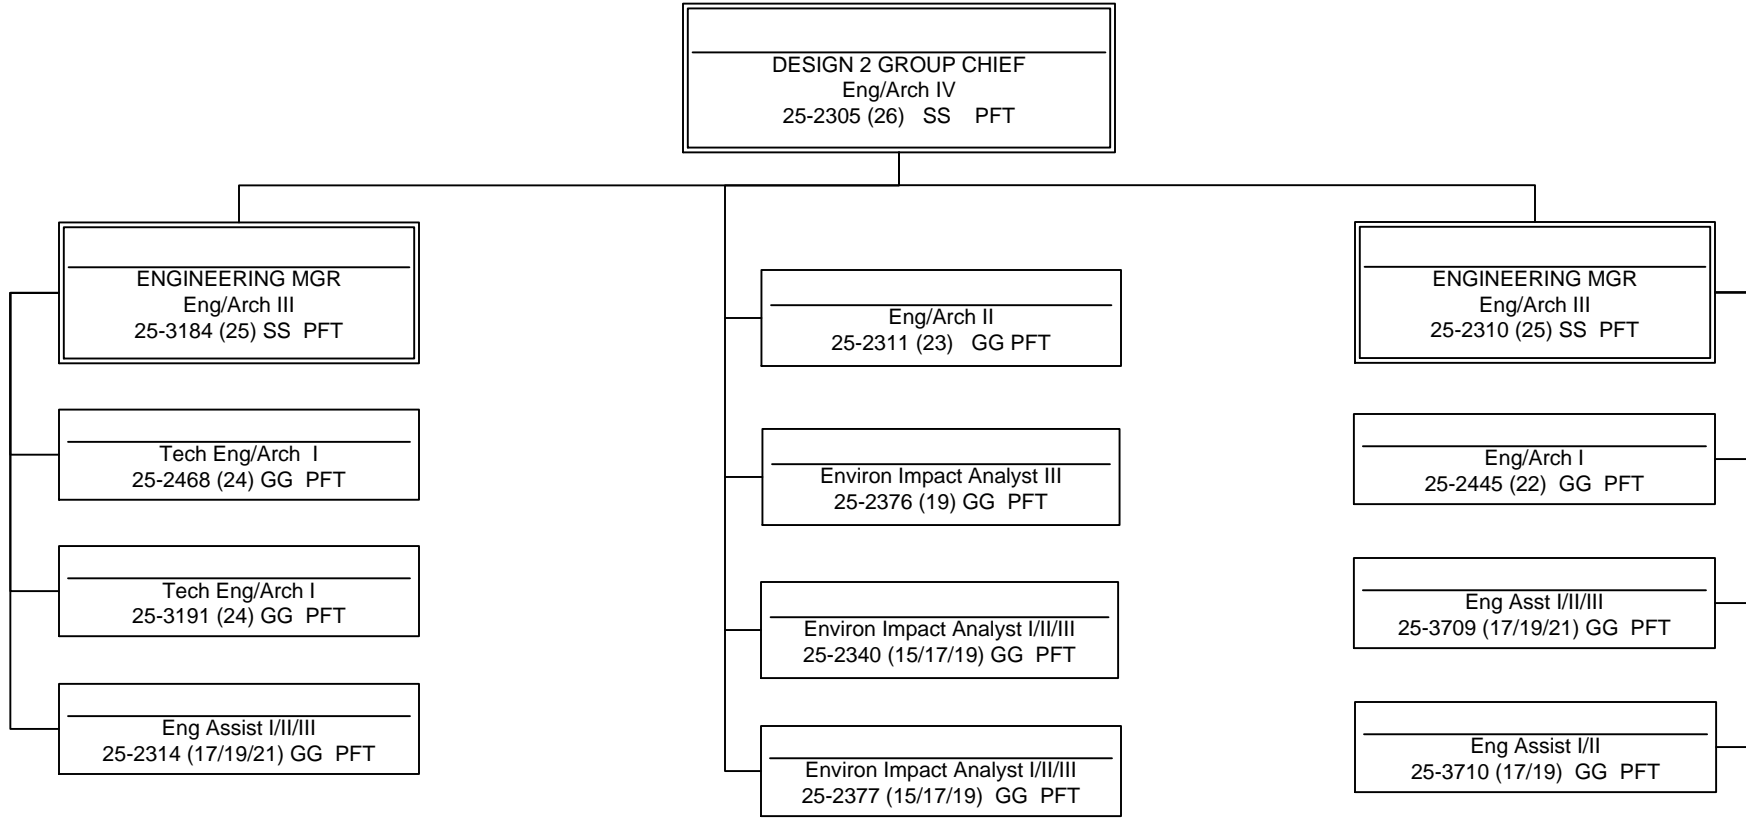 DESIGN 2 GROUP CHIEF
Eng/Arch IV
25-2305 (26) SS PFT
ENGINEERING MGR
Eng/Arch III
25-3184 (25) SS PFT
Tech Eng/Arch I
25-2468 (24) GG PFT
Tech Eng/Arch I
25-3191 (24) GG PFT
Eng Assist I/II/III
25-2314 (17/19/21) GG PFT
Eng/Arch II
25-2311 (23) GG PFT
Environ Impact Analyst III
25-2376 (19) GG PFT
Environ Impact Analyst I/II/III
25-2340 (15/17/19) GG PFT
Environ Impact Analyst I/II/III
25-2377 (15/17/19) GG PFT
ENGINEERING MGR
Eng/Arch III
25-2310 (25) SS PFT
Eng/Arch I
25-2445 (22) GG PFT
Eng Asst I/II/III
25-3709 (17/19/21) GG PFT
Eng Assist I/II
25-3710 (17/19) GG PFT